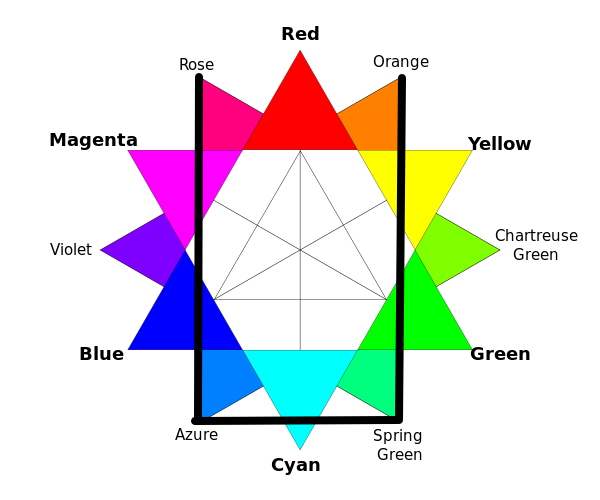 Red
Rose
Orange
Magenta
Yellow
Violet
Chartreuse
Green
Blue
Green
Azure
Spring
Green
Cyan